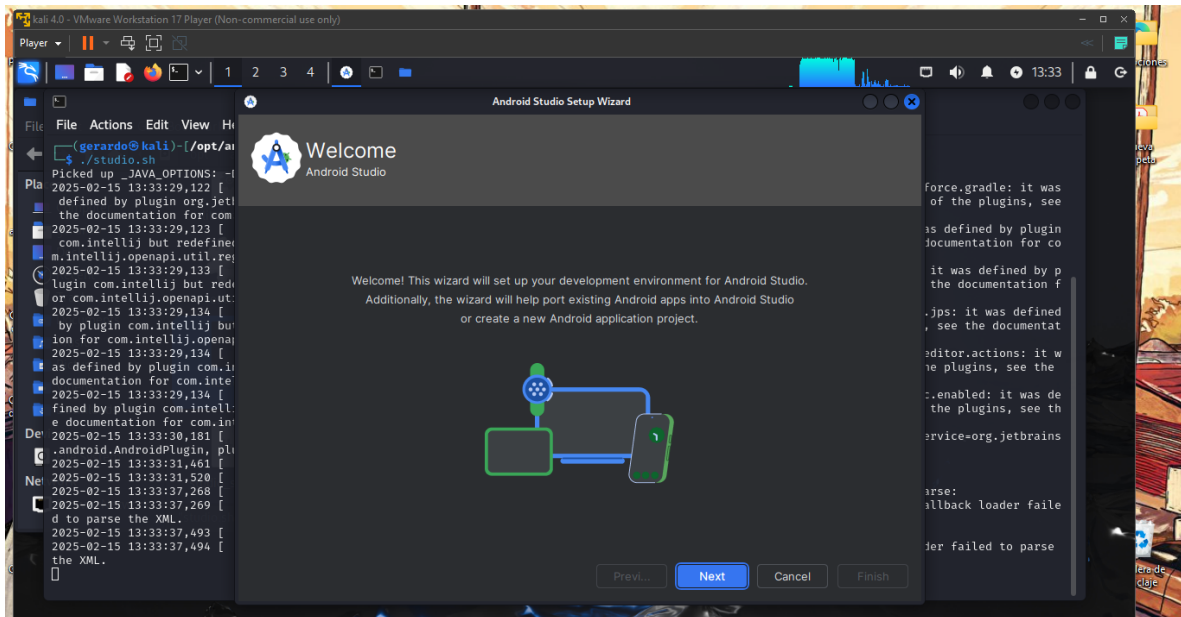 kali 4.0 - VMware Workstation 17 Player (Non-commercial use only)
Player
1 2 3 4
13:33
File Actions Edit View He
Android Studio Setup Wizard
Welcome
Android Studio
(gerardo㉿kali)-[/opt/an
$ ./studio.sh
Picked up _JAVA_OPTIONS: -D
2025-02-15 13:33:29,122 [
force.gradle: it was
defined by plugin org.jetb
of the plugins, see
the documentation for com
2025-02-15 13:33:29,123 [
as defined by plugin
com.intellij but redefined
documentation for co
m.intellij.openapi.util.reg
2025-02-15 13:33:29,133 [
it was defined by p
lugin com.intellij but rede
the documentation f
or com.intellij.openapi.ut
2025-02-15 13:33:29,134 [
.jps: it was defined
by plugin com.intellij but
, see the documentat
ion for com.intellij.openap
2025-02-15 13:33:29,134 [
editor.actions: it w
as defined by plugin com.in
he plugins, see the
documentation for com.inte
2025-02-15 13:33:29,134 [
c.enabled: it was de
fined by plugin com.intell
the plugins, see th
e documentation for com.int
2025-02-15 13:33:30,181 [
ervice=org.jetbrains
.android.AndroidPlugin, plu
2025-02-15 13:33:31,461 [
2025-02-15 13:33:31,520 [
2025-02-15 13:33:37,268 [
arse:
2025-02-15 13:33:37,269 [
allback loader faile
d to parse the XML.
2025-02-15 13:33:37,493 [
2025-02-15 13:33:37,494 [
der failed to parse
the XML.
Welcome! This wizard will set up your development environment for Android Studio.
Additionally, the wizard will help port existing Android apps into Android Studio
or create a new Android application project.
Previ...
Next
Cancel
Finish
File
Pla
Dev
Net